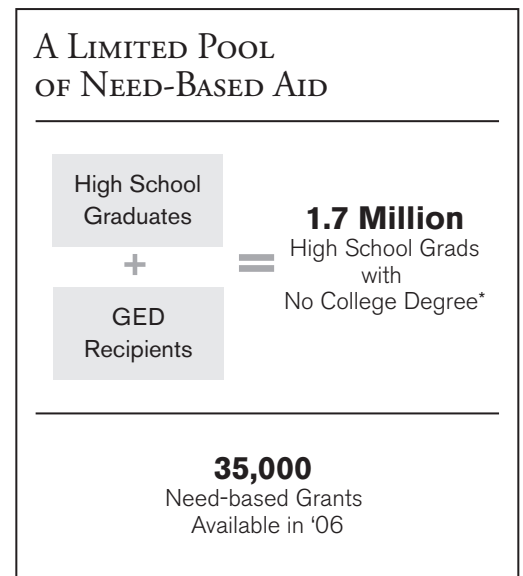 A Limited Pool
of Need-Based Aid
High School
Graduates
+
GED
Recipients
=
1.7 Million
High School Grads
with
No College Degree*
35,000
Need-based Grants
Available in ‘06